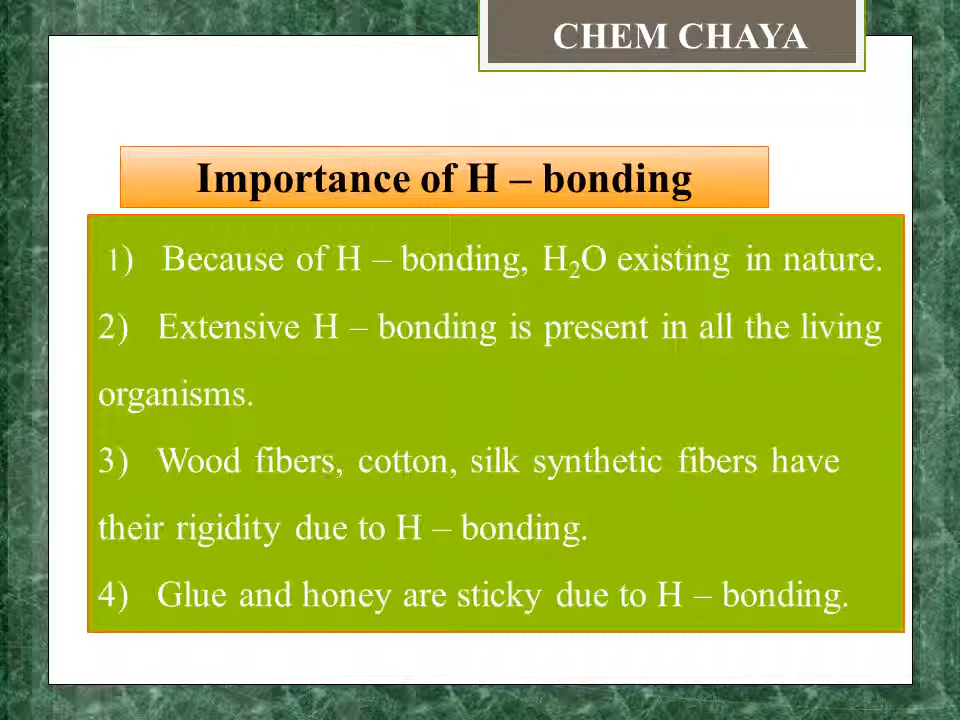 CHEM CHAYA
Importance of H – bonding
1) Because of H – bonding, H₂O existing in nature.
2) Extensive H – bonding is present in all the living
organisms.
3) Wood fibers, cotton, silk synthetic fibers have
their rigidity due to H – bonding.
4) Glue and honey are sticky due to H – bonding.